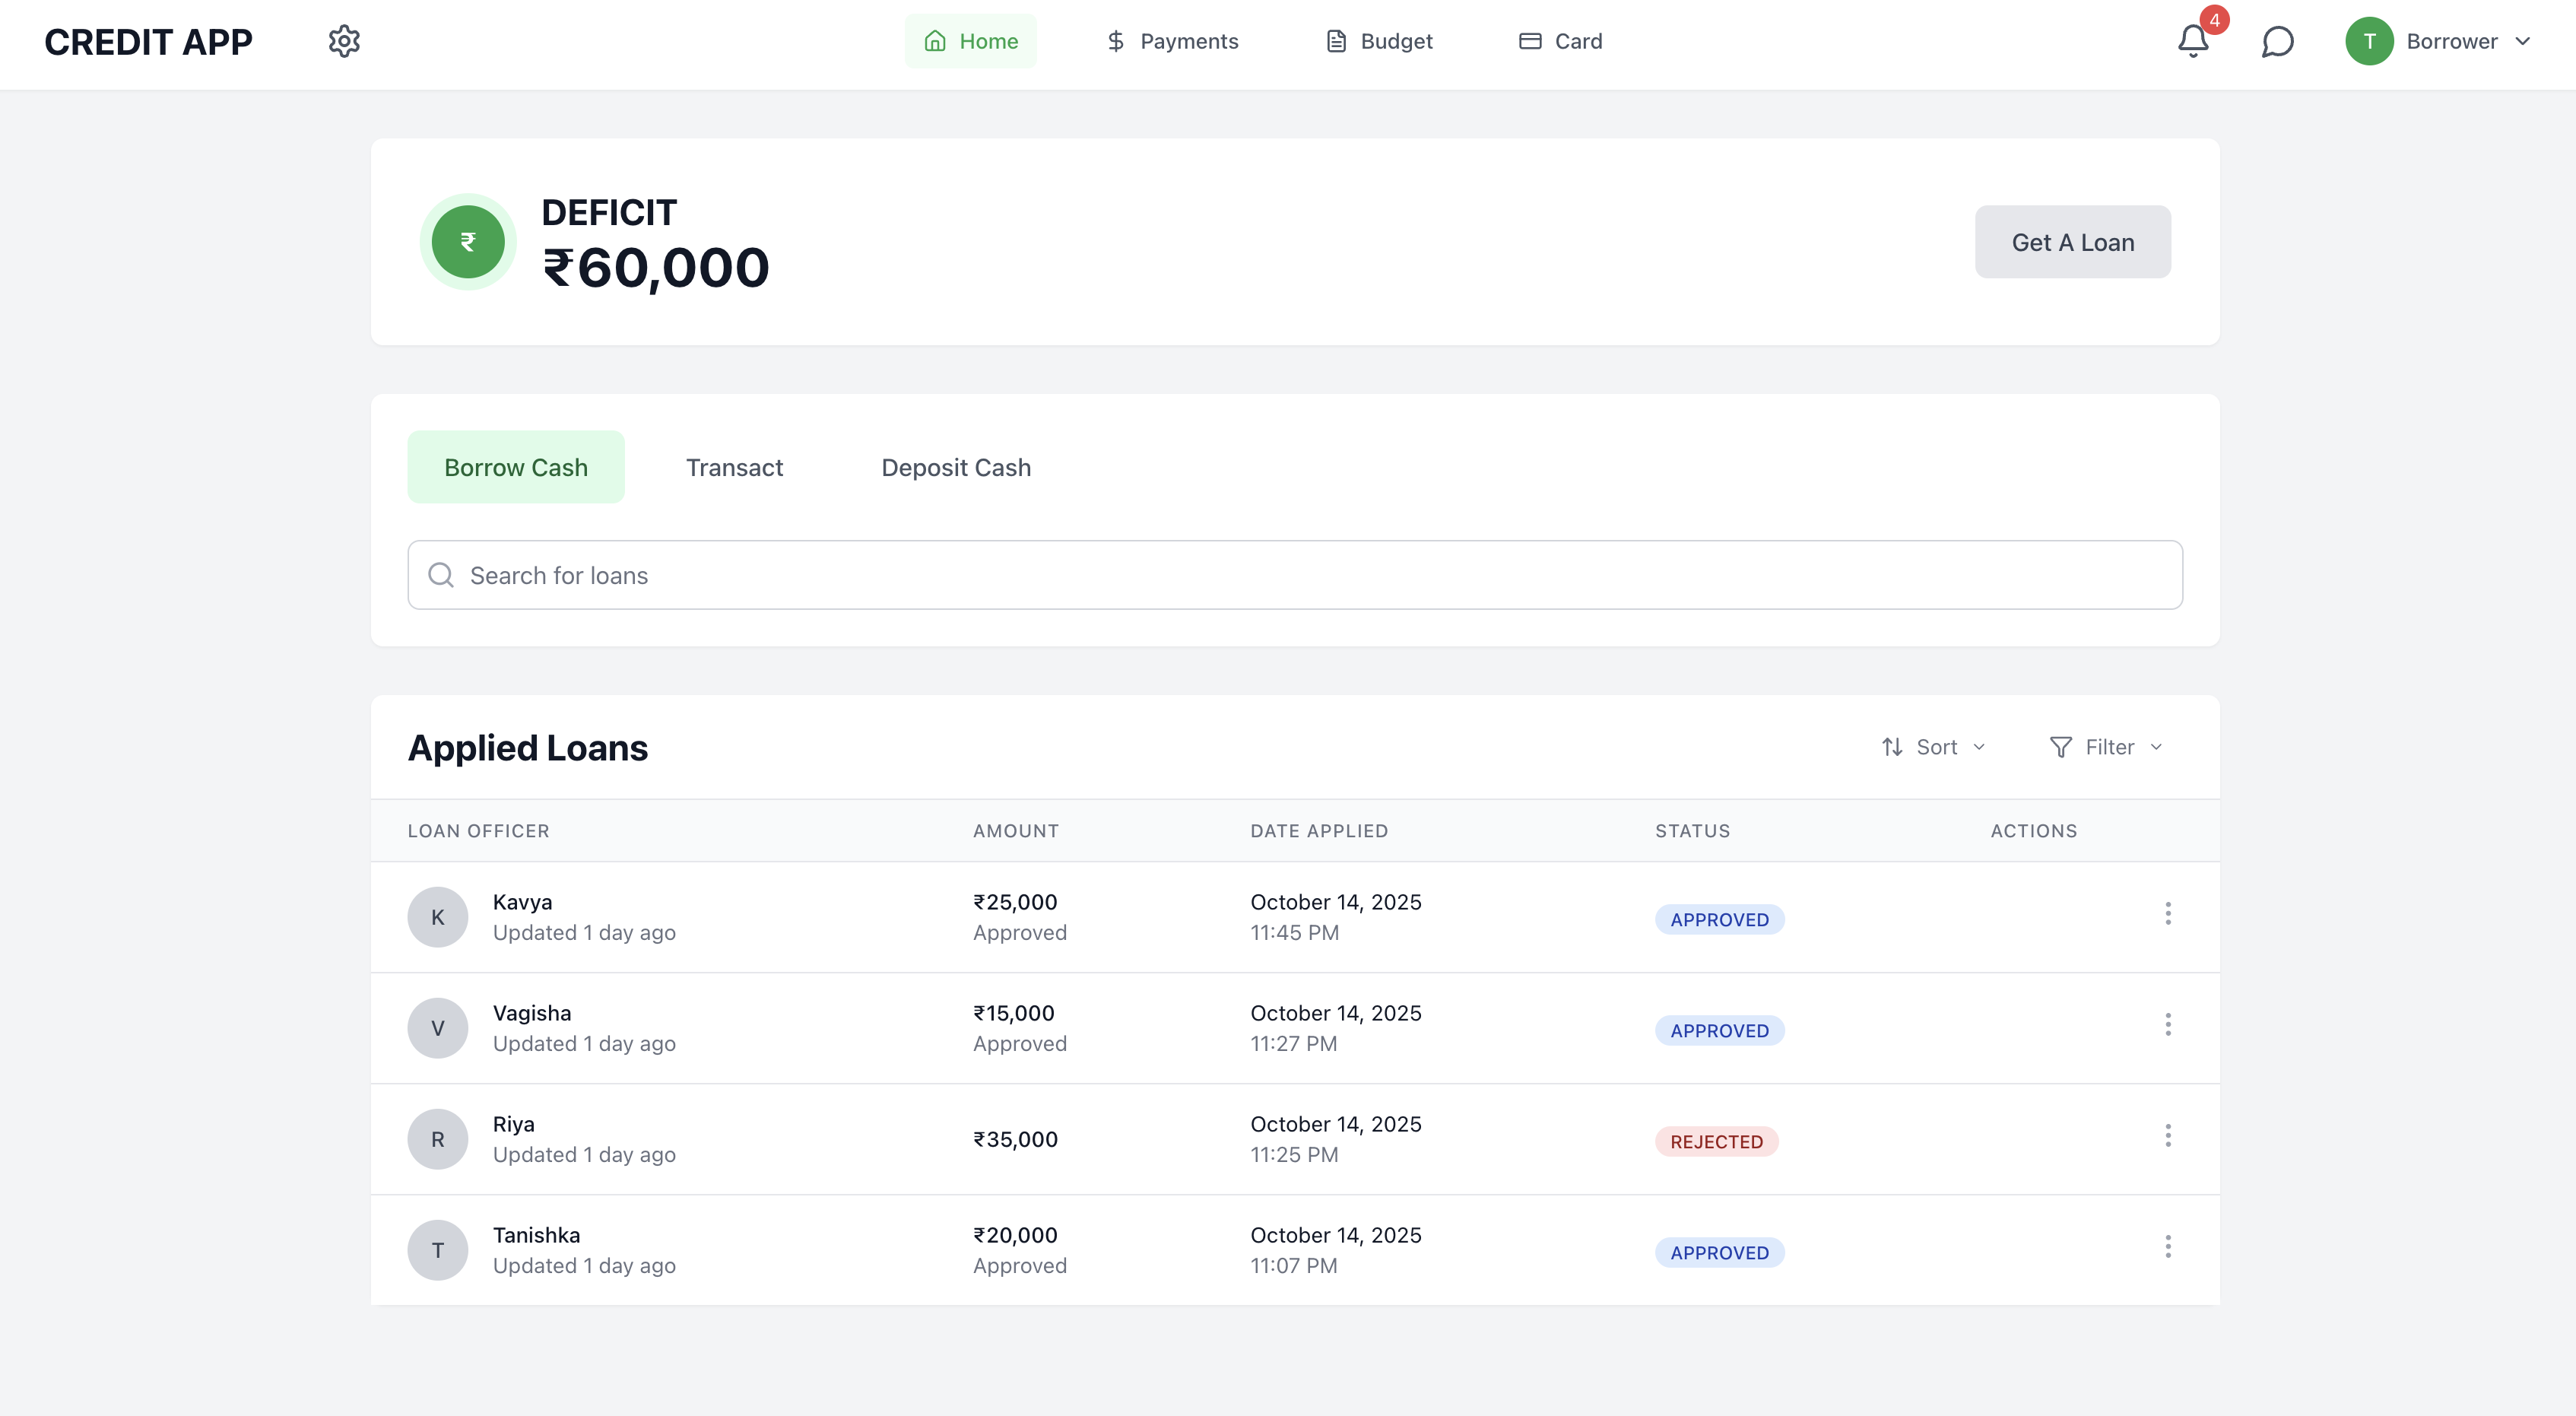 CREDIT APP
Home
Payments
Budget
Card
4
T
Borrower
₹
DEFICIT
₹60,000
Get A Loan
Borrow Cash
Transact
Deposit Cash
Search for loans
Applied Loans
Sort
Filter
LOAN OFFICER AMOUNT DATE APPLIED STATUS ACTIONS
K
Kavya
Updated 1 day ago
₹25,000
Approved
October 14, 2025
11:45 PM
APPROVED
V
Vagisha
Updated 1 day ago
₹15,000
Approved
October 14, 2025
11:27 PM
APPROVED
R
Riya
Updated 1 day ago
₹35,000
October 14, 2025
11:25 PM
REJECTED
T
Tanishka
Updated 1 day ago
₹20,000
Approved
October 14, 2025
11:07 PM
APPROVED